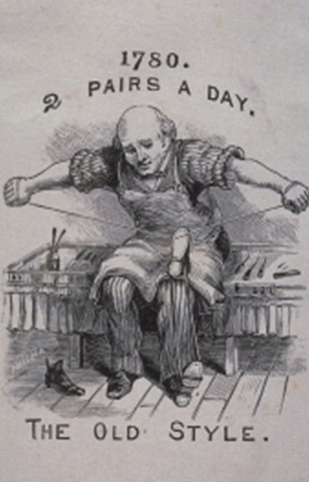 1780.
2 PAIRS A DAY.
THE OLD STYLE.